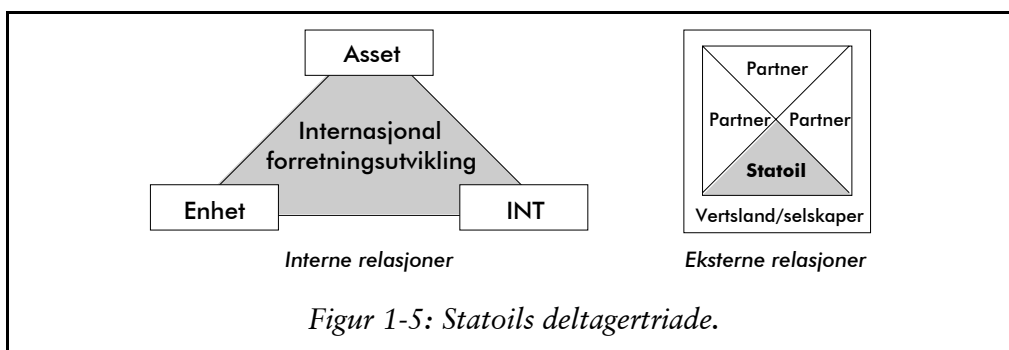 Asset
Internasjonal
forretningsutvikling
Enhet
INT
Interne relasjoner
Partner
Partner
Partner
Statoil
Vertsland/selskaper
Eksterne relasjoner
Figur 1-5: Statoils deltagertriade.